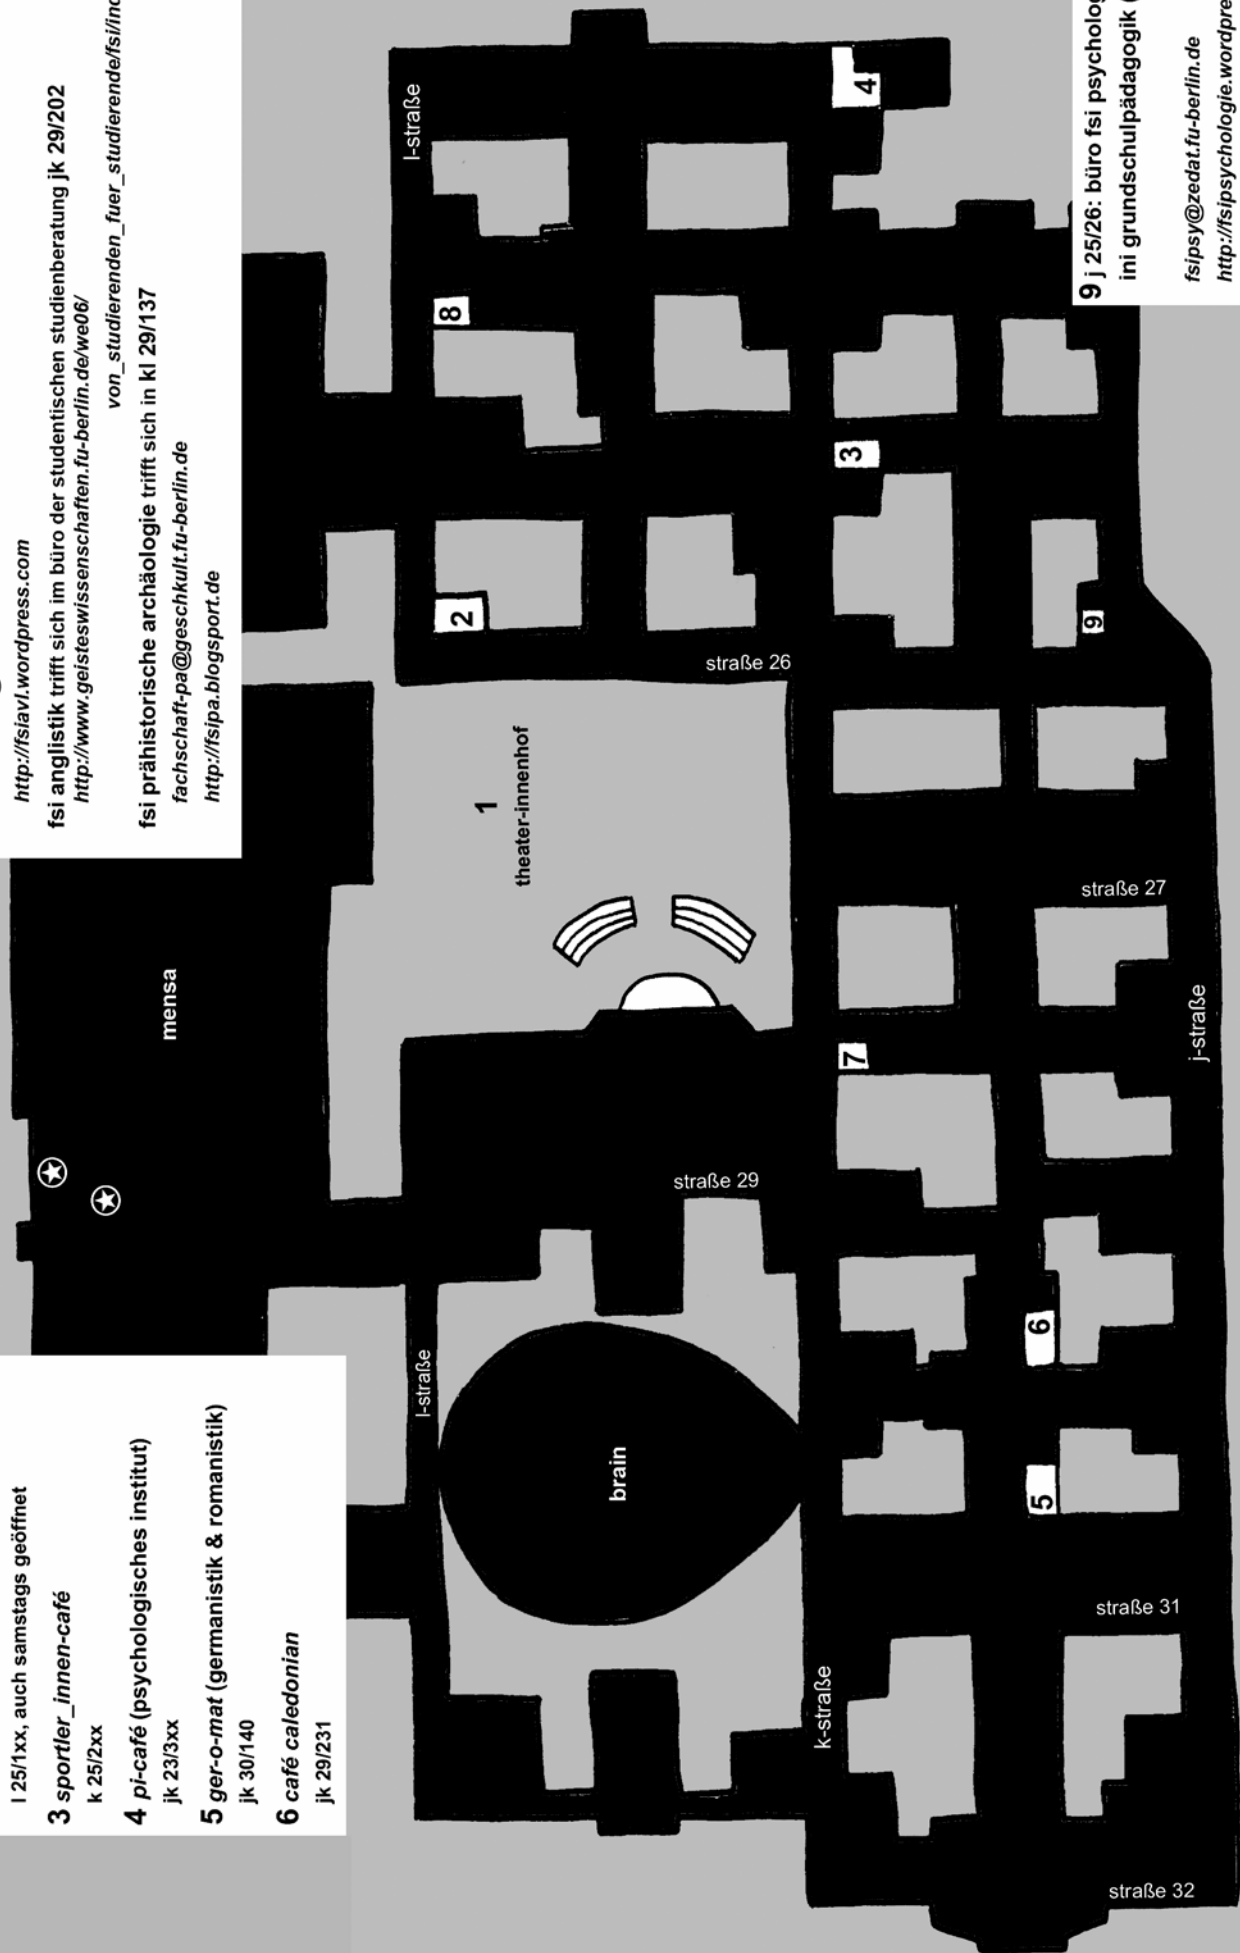 http://fsiavl.wordpress.com
fsi anglistik trifft sich im büro der studentischen studienberatung jk 29/202
http://www.geisteswissenschaften.fu-berlin.de/we06/
von_studierenden_fuer_studierende/fsi/
fsi prähistorische archäologie trifft sich in kl 29/137
fachschaft-pa@geschkult.fu-berlin.de
http://fsipa.blogsport.de
l 25/1xx, auch samstags geöffnet
3 sportler_innen-café
k 25/2xx
4 pi-café (psychologisches institut)
jk 23/3xx
5 ger-o-mat (germanistik & romanistik)
jk 30/140
6 café caledonian
jk 29/231
9 j 25/26: büro fsi
ini grundschulpädagogik (
fsipsy@zedat.fu-berlin.de
mensa
l-straße
l-straße
1
theater-innenhof
brain
straße 26
straße 27
straße 29
straße 31
straße 32
k-straße
j-straße
2
3
4
5
6
7
8
9